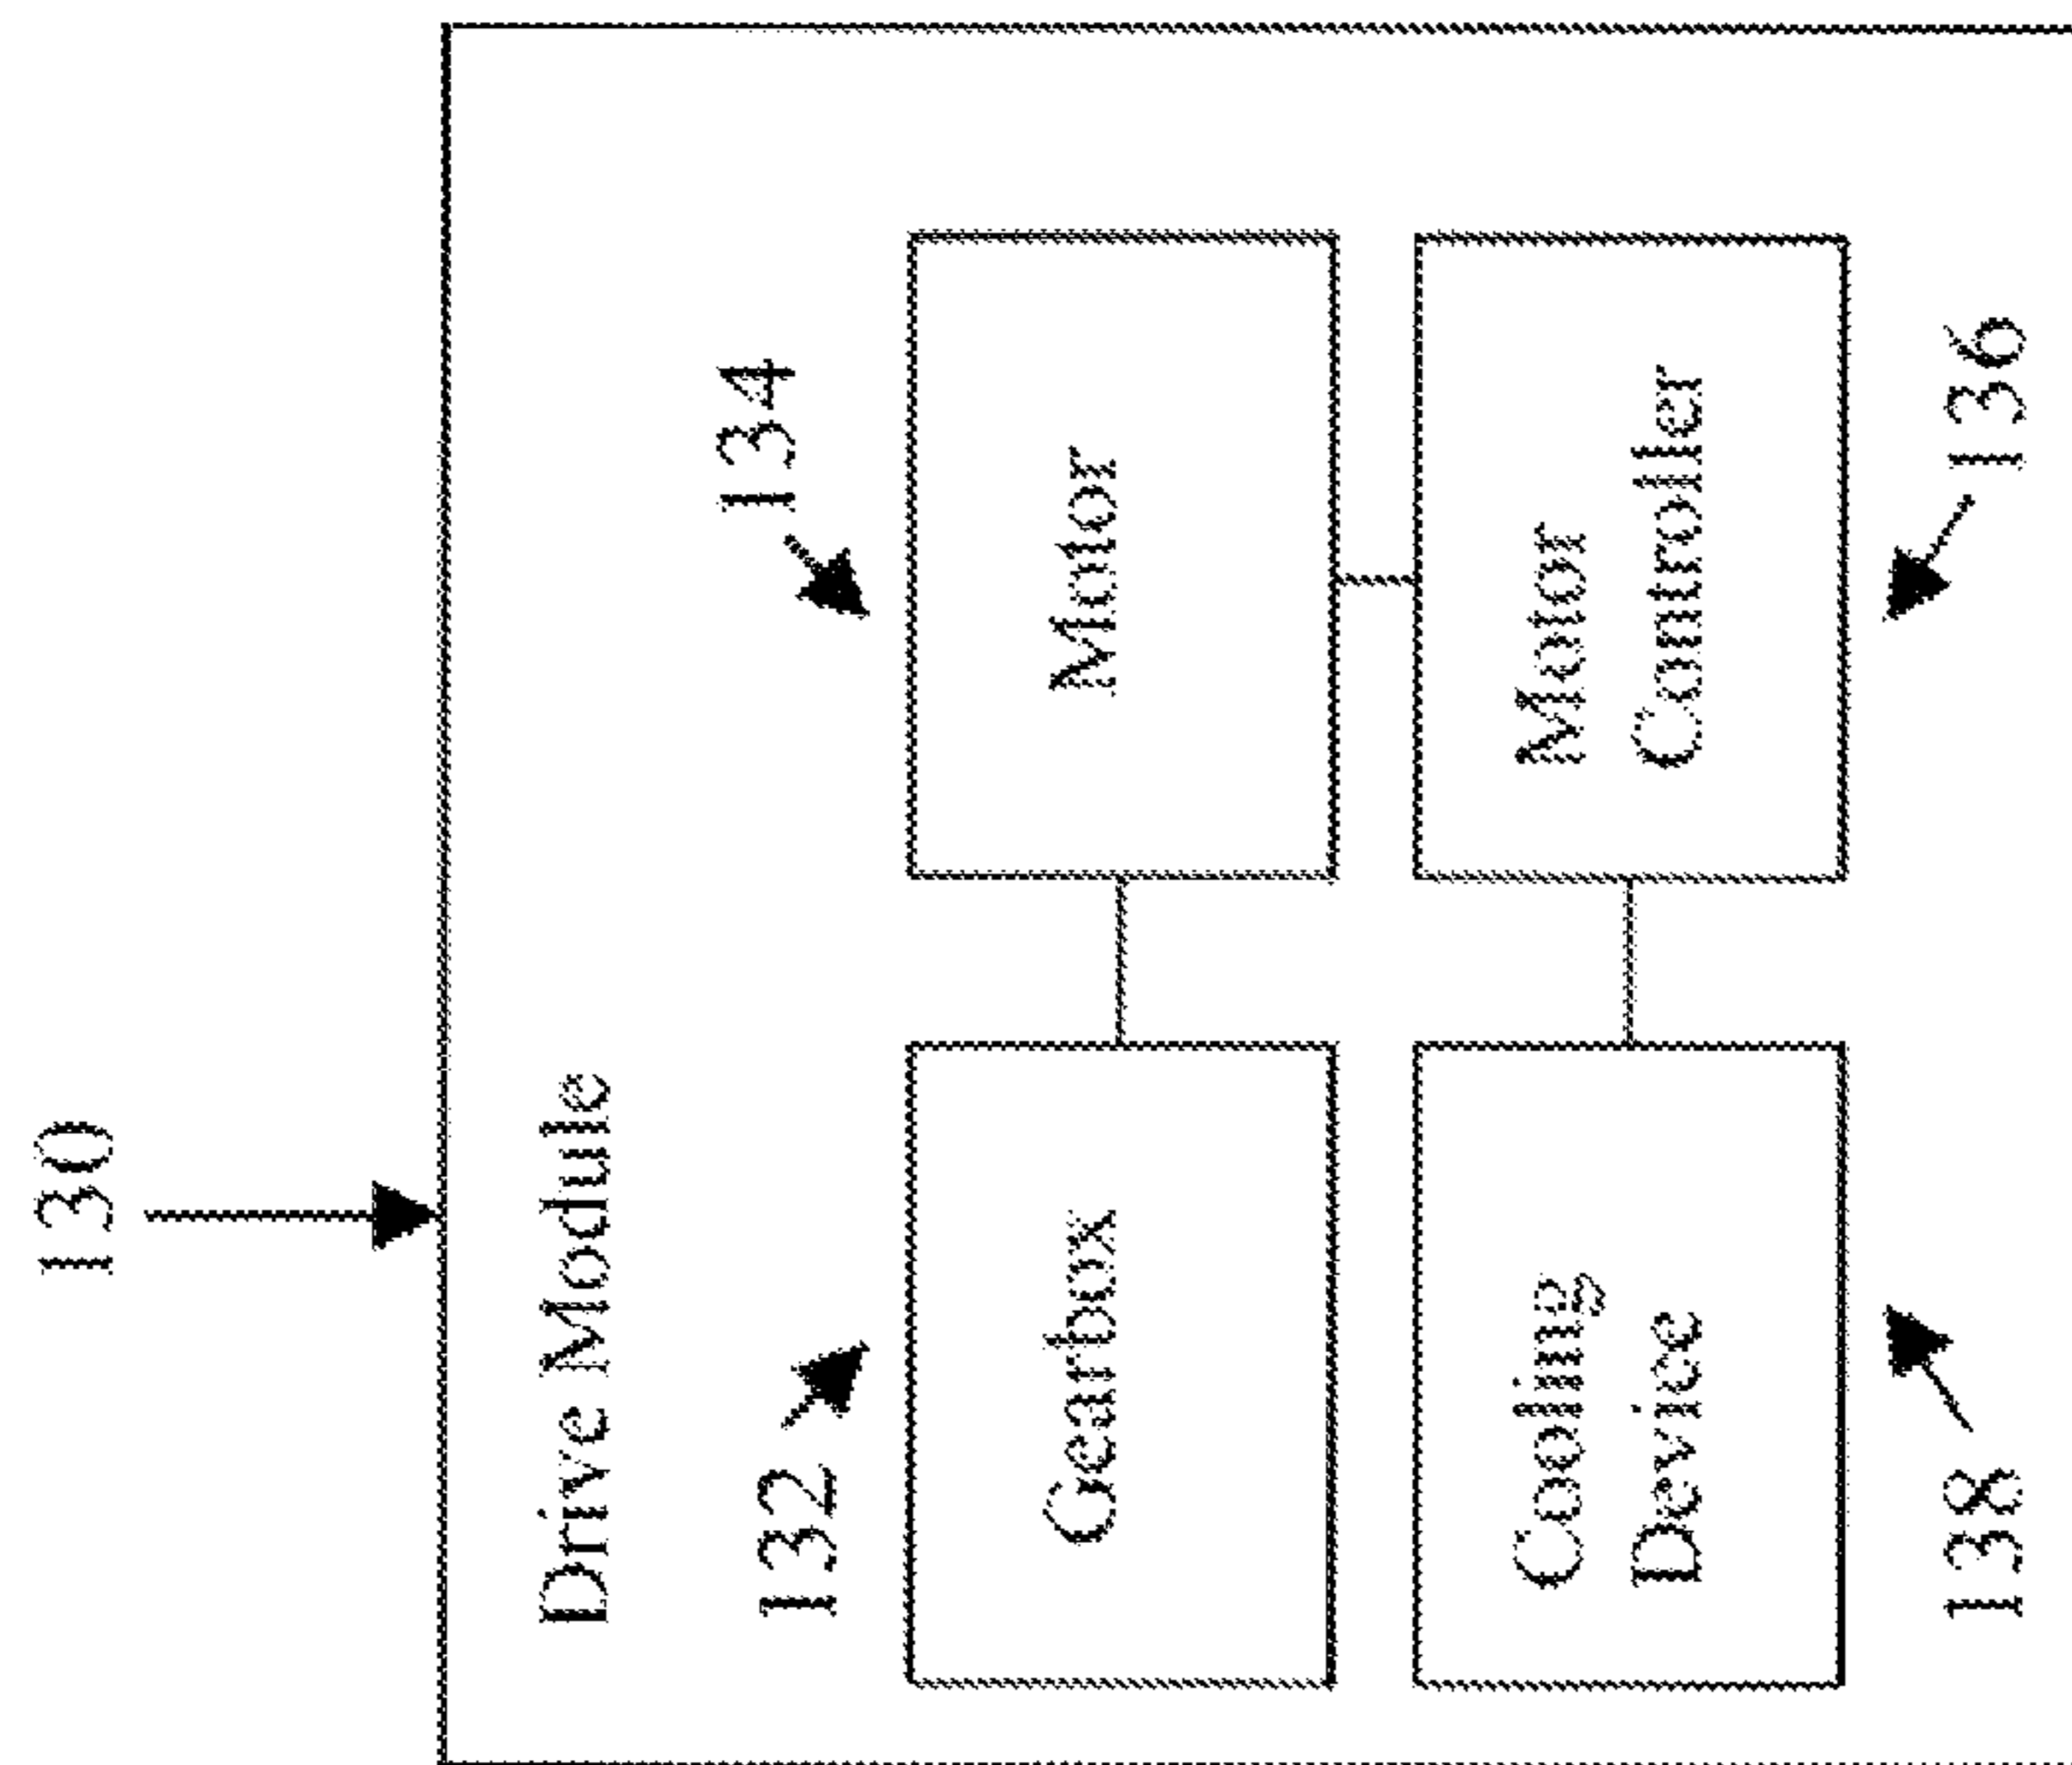 130
Drive Module
132
134
Gearbox
Motor
Cooling
Device
Motor
Controller
138
136